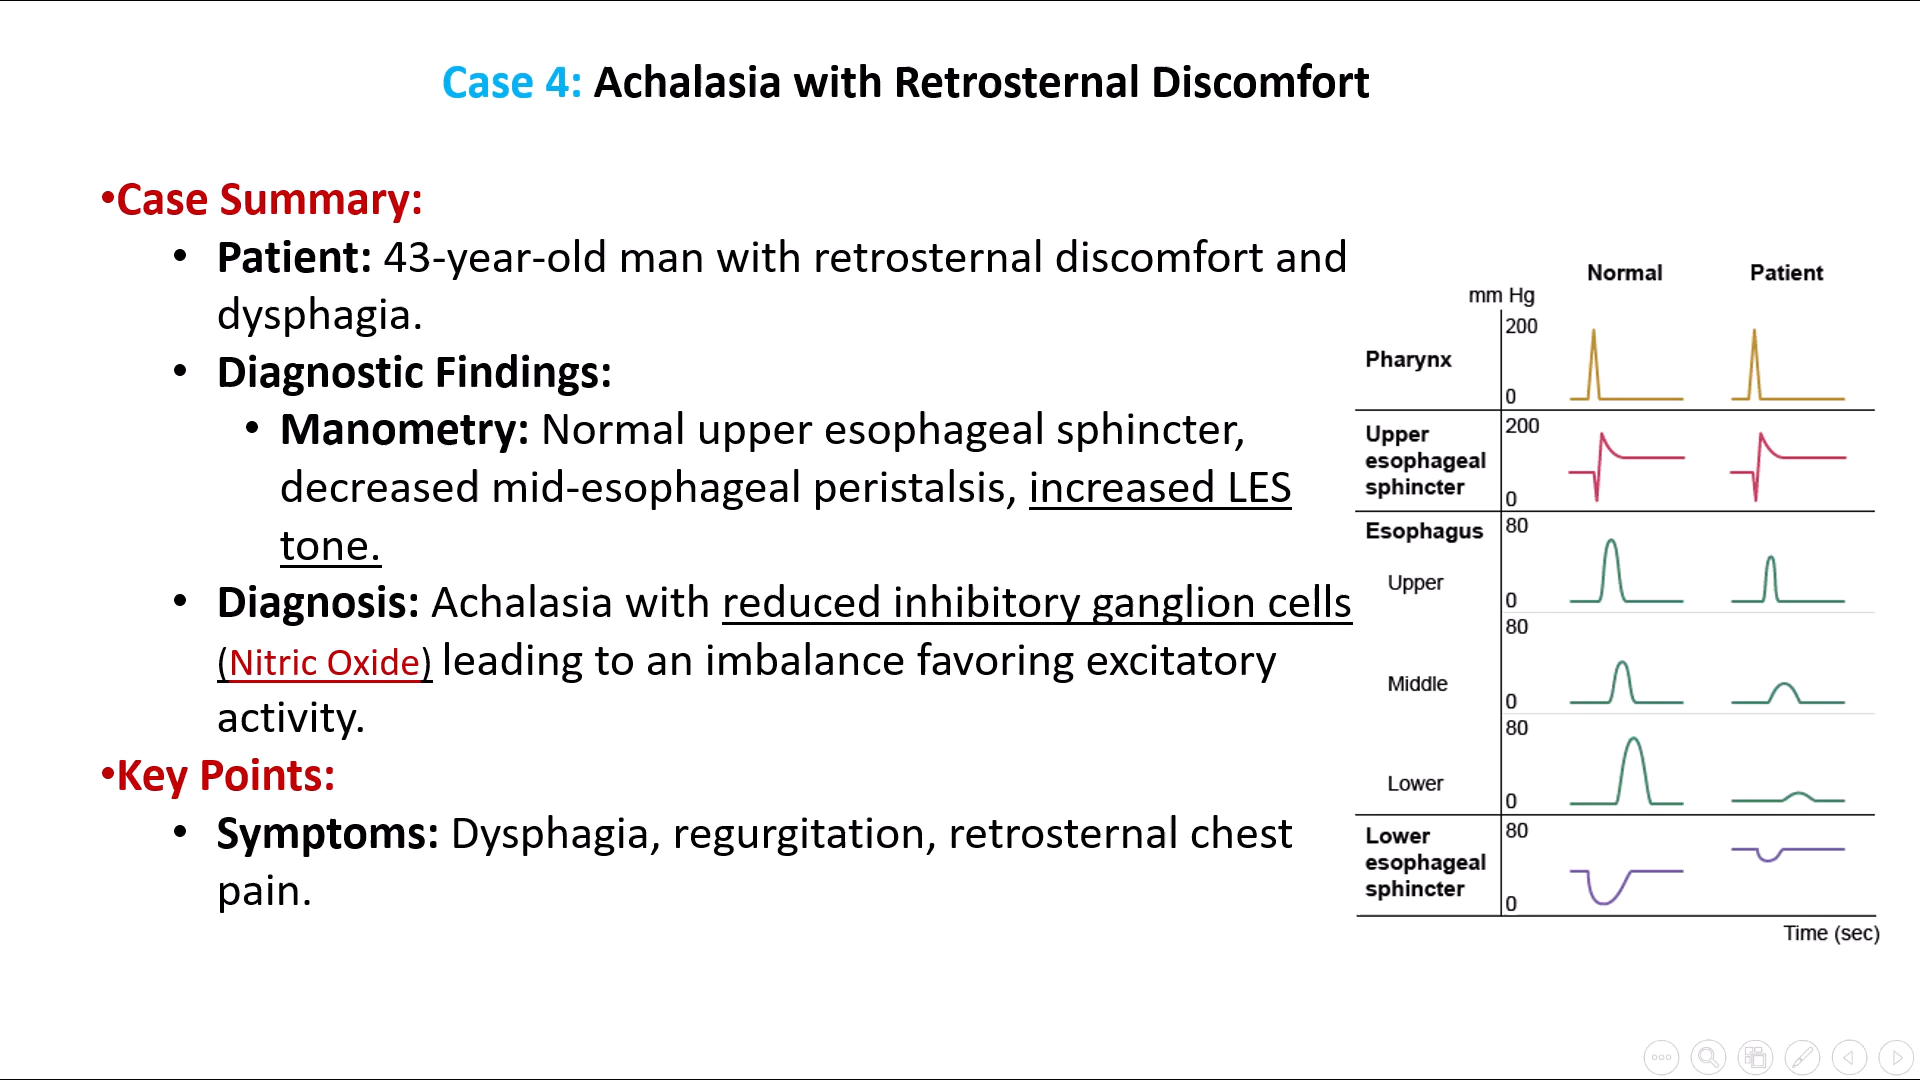 Case 4: Achalasia with Retrosternal Discomfort
•Case Summary:
• Patient: 43-year-old man with retrosternal discomfort and
dysphagia.
• Diagnostic Findings:
• Manometry: Normal upper esophageal sphincter,
decreased mid-esophageal peristalsis, increased LES
tone.
• Diagnosis: Achalasia with reduced inhibitory ganglion cells
(Nitric Oxide) leading to an imbalance favoring excitatory
activity.
•Key Points:
• Symptoms: Dysphagia, regurgitation, retrosternal chest
pain.
Normal Patient
mm Hg
200
Pharynx
0
200
Upper
esophageal
sphincter
0
Esophagus
80
Upper
0
80
Middle
0
80
Lower
0
80
Lower
esophageal
sphincter
0
Time (sec)